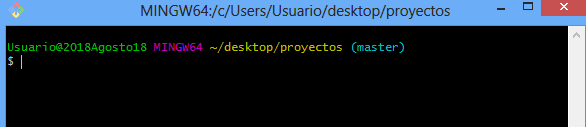 MINGW64:/c/Users/Usuario/desktop/proyectos
Usuario@2018Agosto18 MINGW64 ~/desktop/proyectos (master)
$